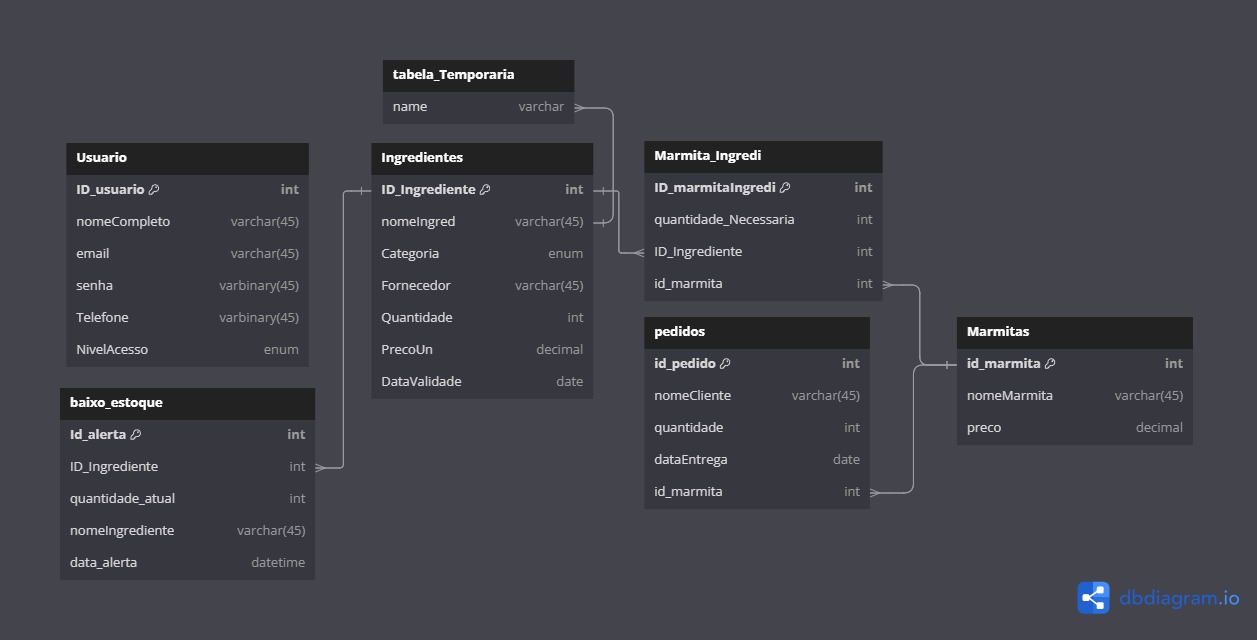 tabela_Temporaria
name varchar
Usuario
ID_usuario int
nomeCompleto varchar(45)
email varchar(45)
senha varbinary(45)
Telefone varbinary(45)
NivelAcesso enum
Ingredientes
ID_Ingrediente int
nomeIngred varchar(45)
Categoria enum
Fornecedor varchar(45)
Quantidade int
PrecoUn decimal
DataValidade date
Marmita_Ingredi
ID_marmitaIngredi int
quantidade_Necessaria int
ID_Ingrediente int
id_marmita int
baixo_estoque
Id_alerta int
ID_Ingrediente int
quantidade_atual int
nomeIngrediente varchar(45)
data_alerta datetime
pedidos
id_pedido int
nomeCliente varchar(45)
quantidade int
dataEntrega date
id_marmita int
Marmitas
id_marmita int
nomeMarmita varchar(45)
preco decimal
dbdiagram.io